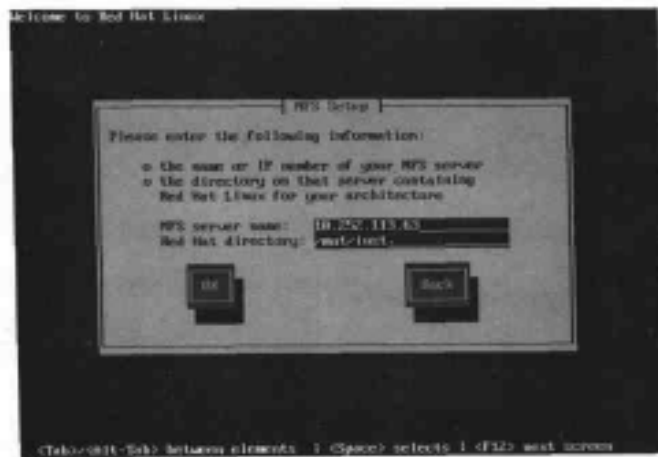 Welcome to Red Hat Linux
NFS Setup
Please enter the following information:
o the name or IP number of your NFS server
o the directory on that server containing
Red Hat Linux for your architecture
NFS server name:
Red Hat directory:
OK
Back
<Tab>/<Alt-Tab> between elements | <Space> selects | <F12> next screen